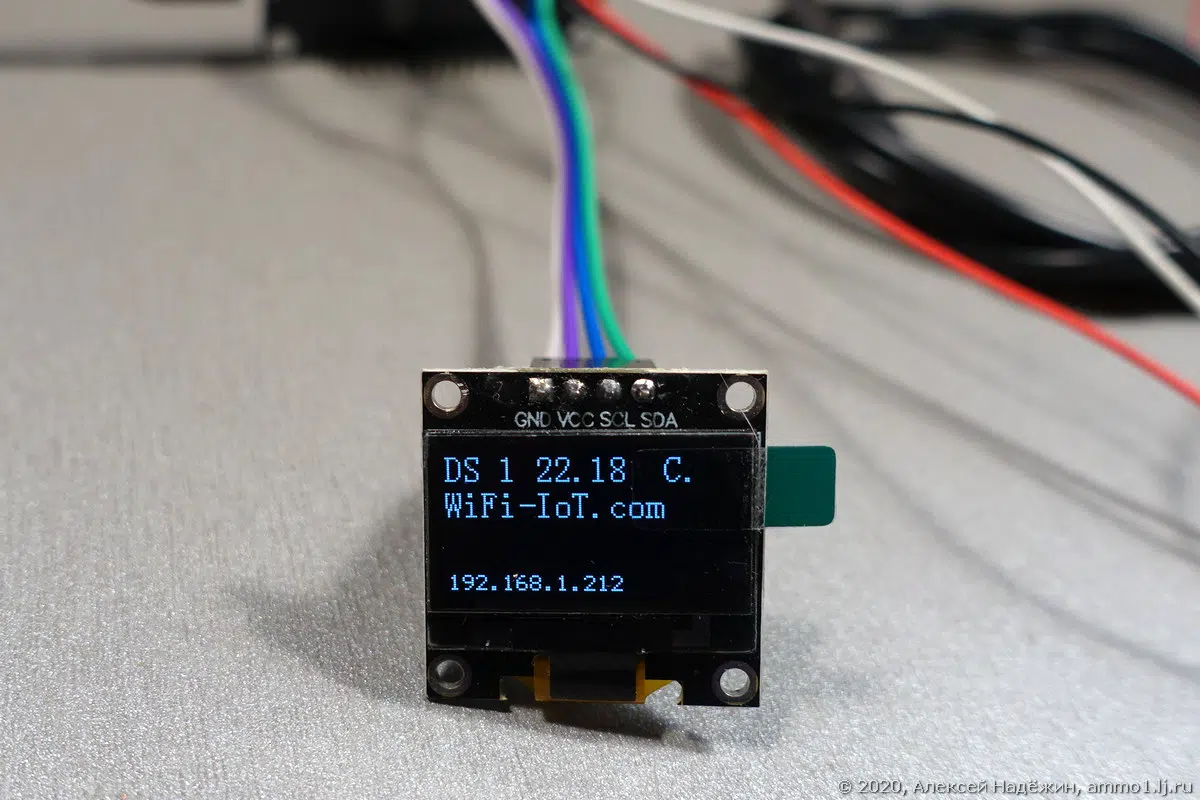 GND VCC SCL SDA
DS 1 22.18 C.
WiFi-IoT.com
192.168.1.212
© 2020, Алексей Надёжин, ammo1.lj.ru